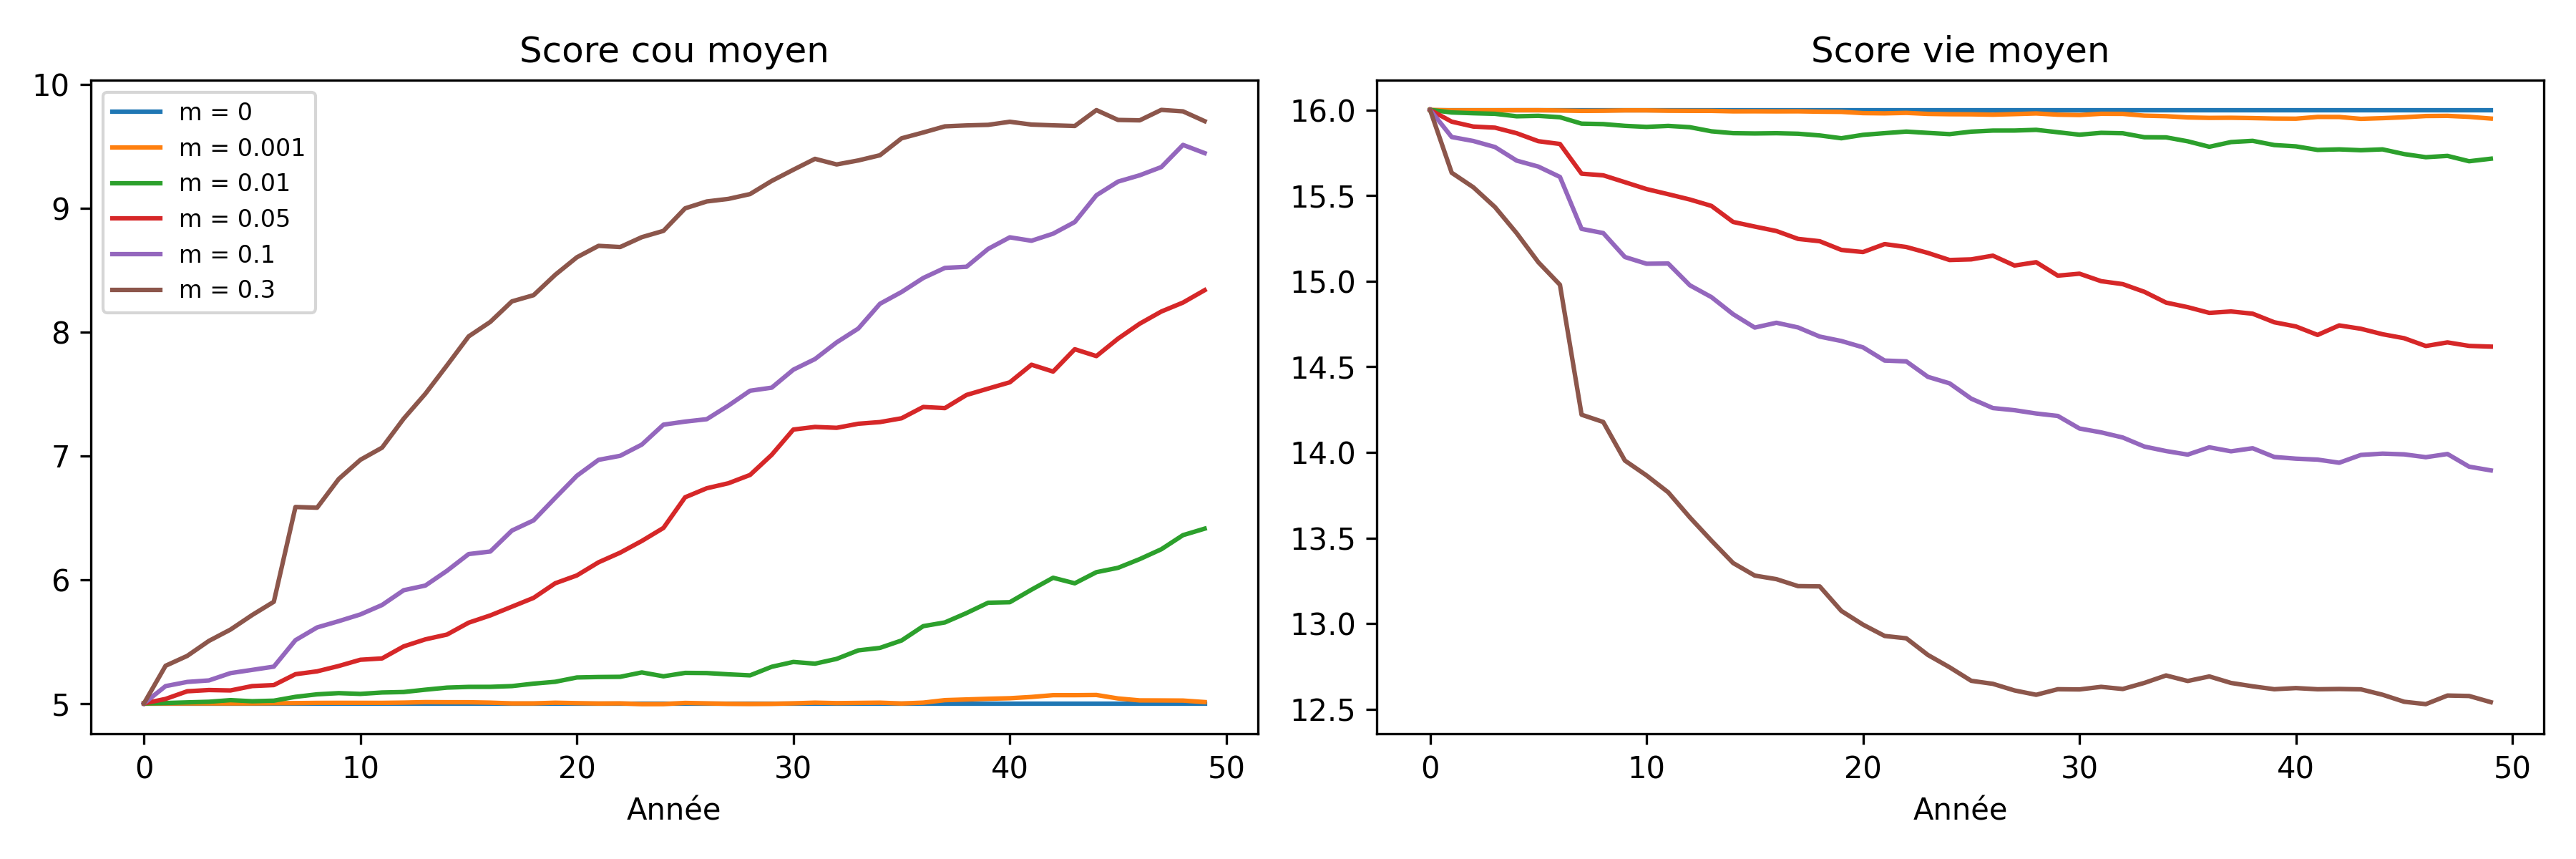 Score cou moyen
10
9
8
7
6
5
m = 0
m = 0.001
m = 0.01
m = 0.05
m = 0.1
m = 0.3
0 10 20 30 40 50
Année
Score vie moyen
16.0
15.5
15.0
14.5
14.0
13.5
13.0
12.5
0 10 20 30 40 50
Année